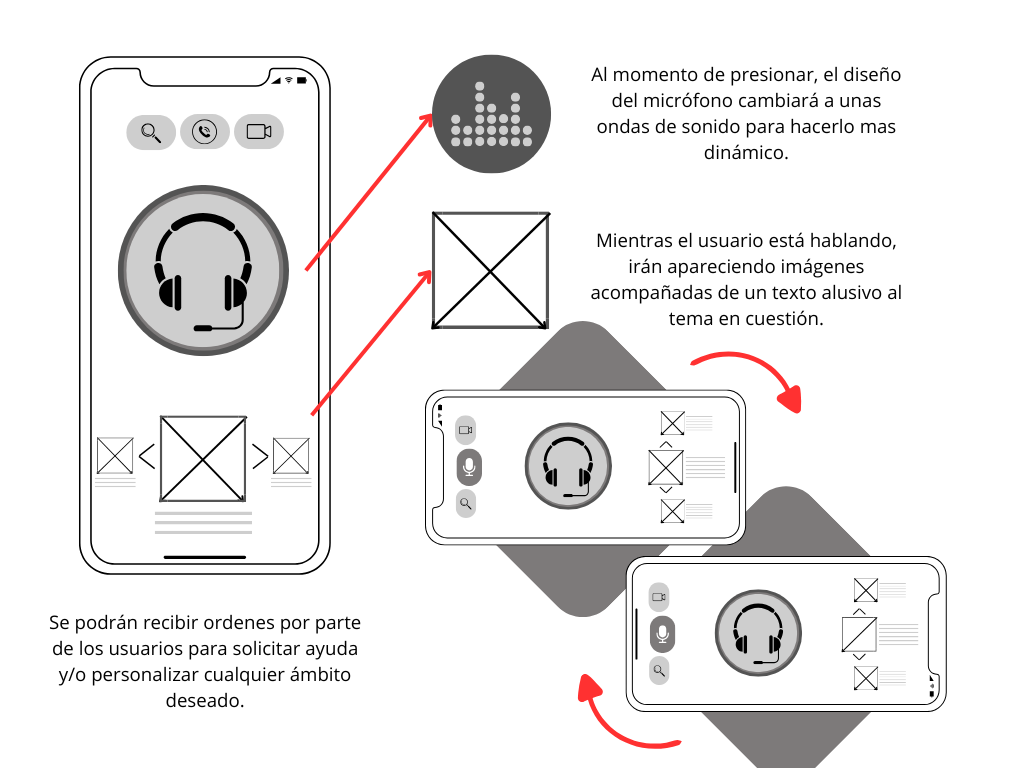 Al momento de presionar, el diseño
del micrófono cambiará a unas
ondas de sonido para hacerlo mas
dinámico.
Mientras el usuario está hablando,
irán apareciendo imágenes
acompañadas de un texto alusivo al
tema en cuestión.
Se podrán recibir ordenes por parte
de los usuarios para solicitar ayuda
y/o personalizar cualquier ámbito
deseado.